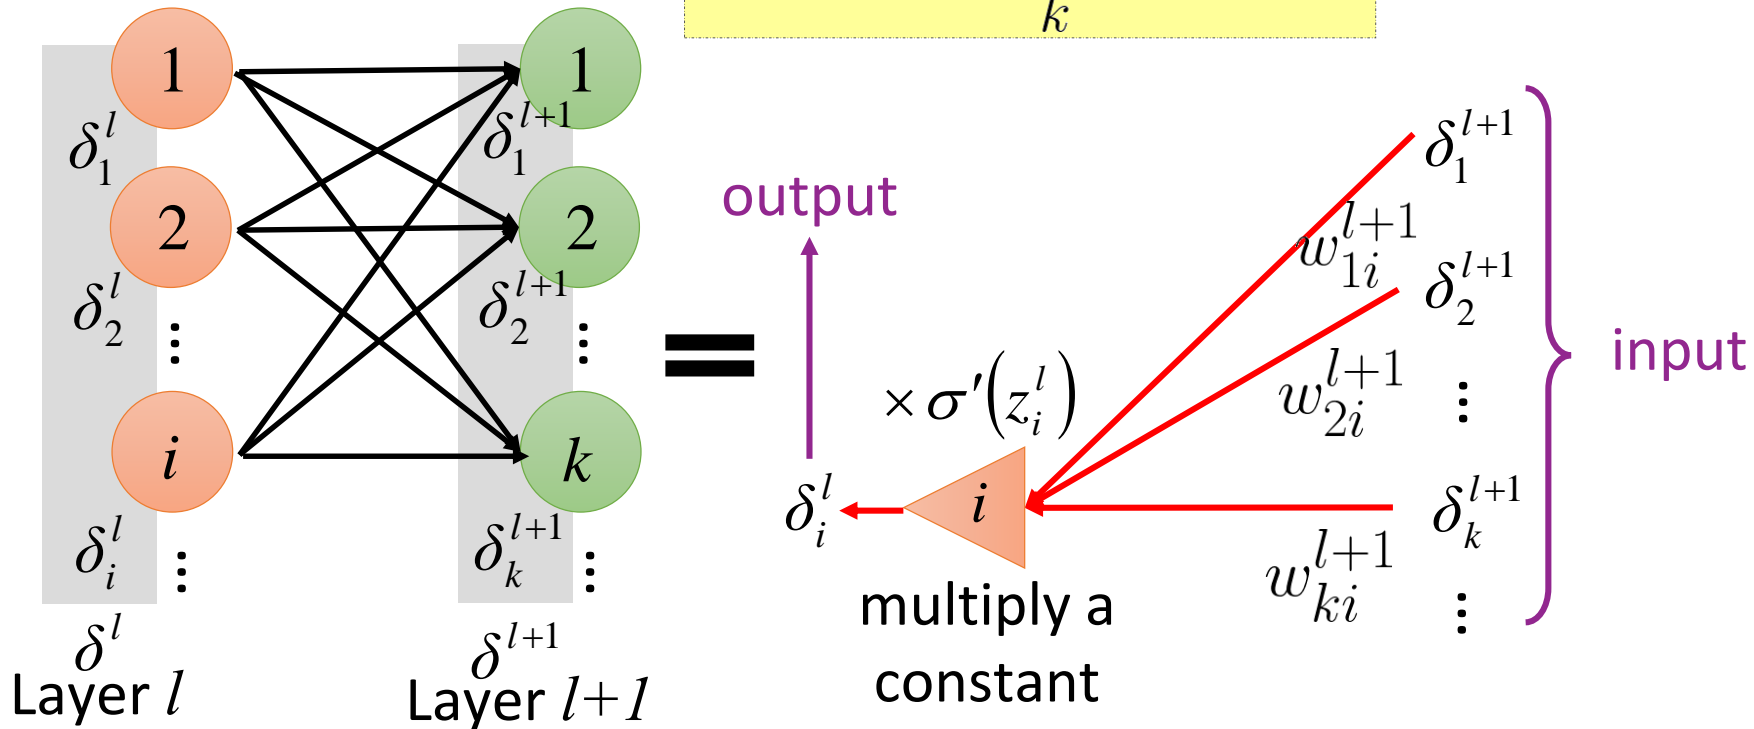 k
1
δ_1^l
2
δ_2^l
⋮
i
δ_i^l
⋮
δ^l
Layer l
1
δ_1^{l+1}
2
δ_2^{l+1}
⋮
k
δ_k^{l+1}
⋮
δ^{l+1}
Layer l+1
=
output
× σ'(z_i^l)
δ_i^l
i
multiply a
constant
w_{1i}^{l+1}
w_{2i}^{l+1}
w_{ki}^{l+1}
δ_1^{l+1}
δ_2^{l+1}
⋮
δ_k^{l+1}
⋮
input